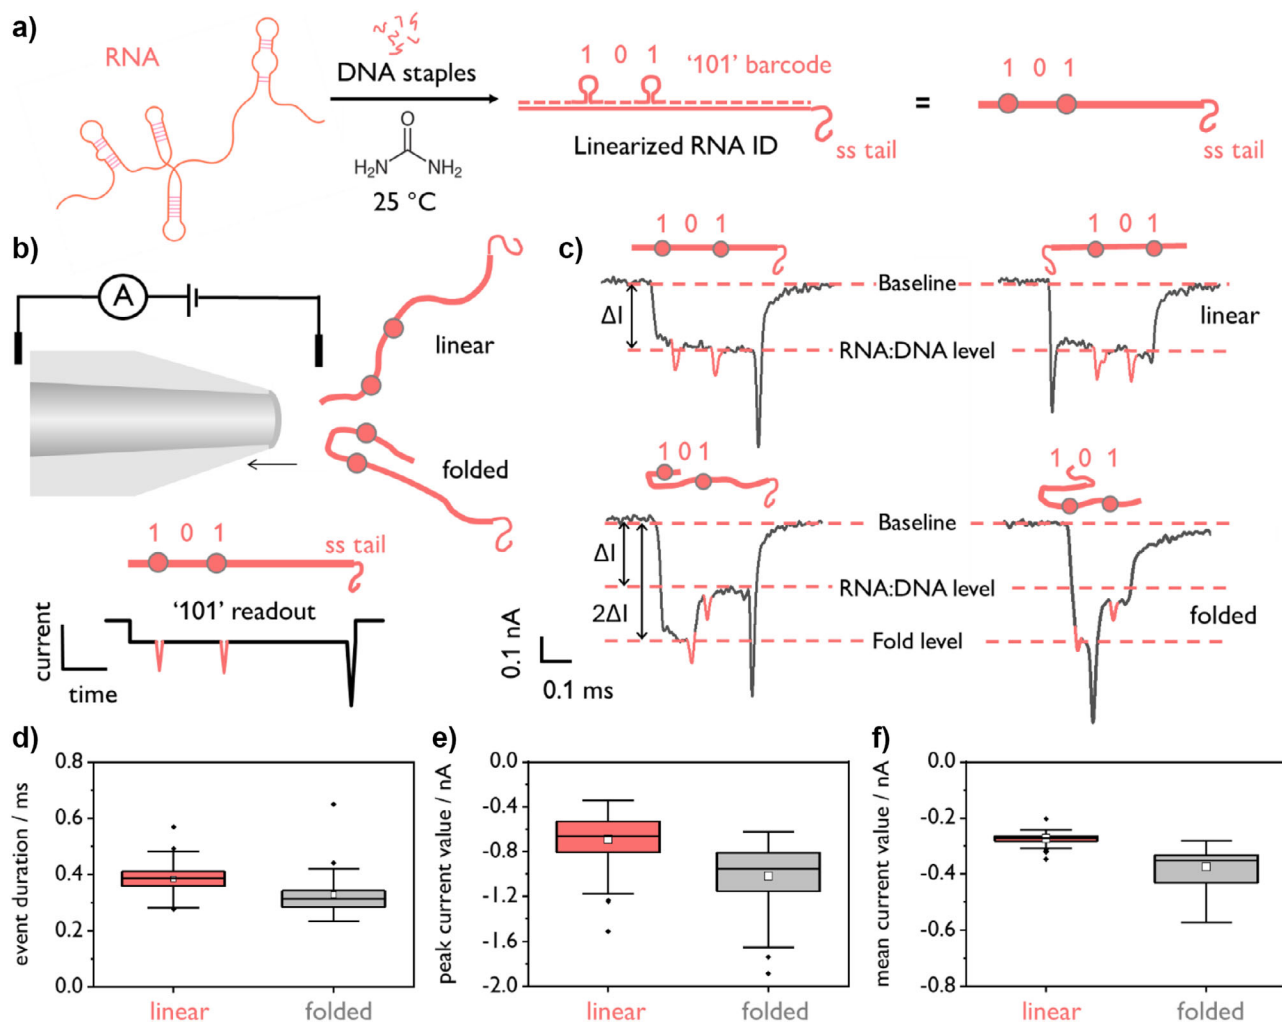 a)
RNA
DNA staples
O
H₂N NH₂
25 °C
1 0 1 '101' barcode
Linearized RNA ID
ss tail
=
1 0 1
ss tail
b)
A
linear
folded
1 0 1
ss tail
'101' readout
current
time
c)
1 0 1
1 0 1
Baseline
ΔI
linear
RNA:DNA level
1 0 1
1 0 1
Baseline
ΔI
RNA:DNA level
2ΔI
folded
Fold level
0.1 nA
0.1 ms
d)
event duration / ms
0.8
0.6
0.4
0.2
0.0
linear folded
e)
peak current value / nA
0.0
-0.4
-0.8
-1.2
-1.6
-2.0
linear folded
f)
mean current value / nA
0.0
-0.2
-0.4
-0.6
-0.8
linear folded